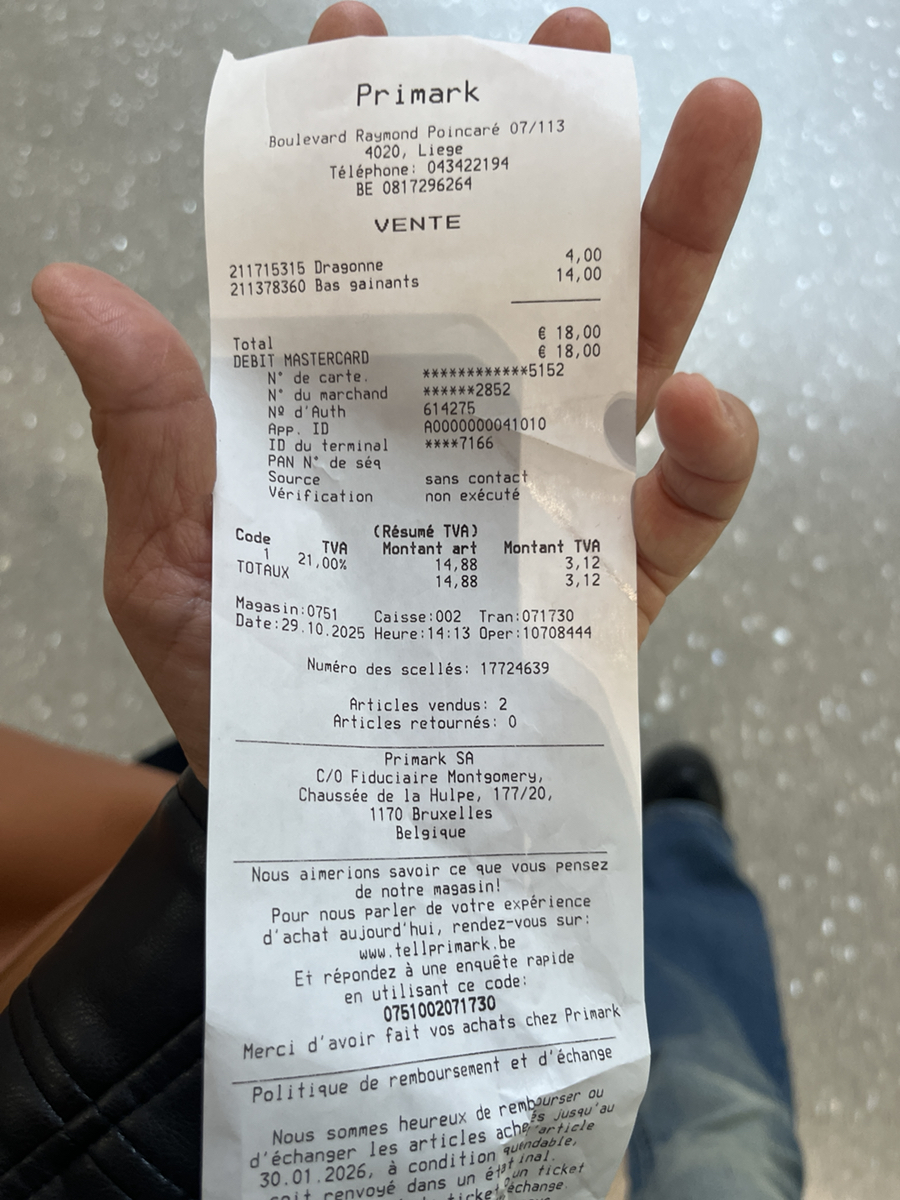 Primark
Boulevard Raymond Poincaré 07/113
4020, Liege
Téléphone: 043422194
BE 0817296264
VENTE
211715315 Dragonne 4,00
211378360 Bas gainants 14,00
Total € 18,00
DEBIT MASTERCARD € 18,00
N° de carte. ************5152
N° du marchand ******2852
Nº d'Auth 614275
App. ID A0000000041010
ID du terminal ****7166
PAN N° de séq
Source sans contact
Vérification non exécuté
(Résumé TVA)
Code TVA Montant art Montant TVA
1 21,00% 14,88 3,12
TOTAUX 14,88 3,12
Magasin:0751 Caisse:002 Tran:071730
Date:29.10.2025 Heure:14:13 Oper:10708444
Numéro des scellés: 17724639
Articles vendus: 2
Articles retournés: 0
Primark SA
C/O Fiduciaire Montgomery,
Chaussée de la Hulpe, 177/20,
1170 Bruxelles
Belgique
Nous aimerions savoir ce que vous pensez
de notre magasin!
Pour nous parler de votre expérience
d'achat aujourd'hui, rendez-vous sur:
www.tellprimark.be
Et répondez à une enquête rapide
en utilisant ce code:
0751002071730
Merci d'avoir fait vos achats chez Primark
Politique de remboursement et d'échange
Nous sommes heureux de rembourser ou
d'échanger les articles jusqu'au
30.01.2026, à condition article
renvoyé dans un
un ticket
échange.